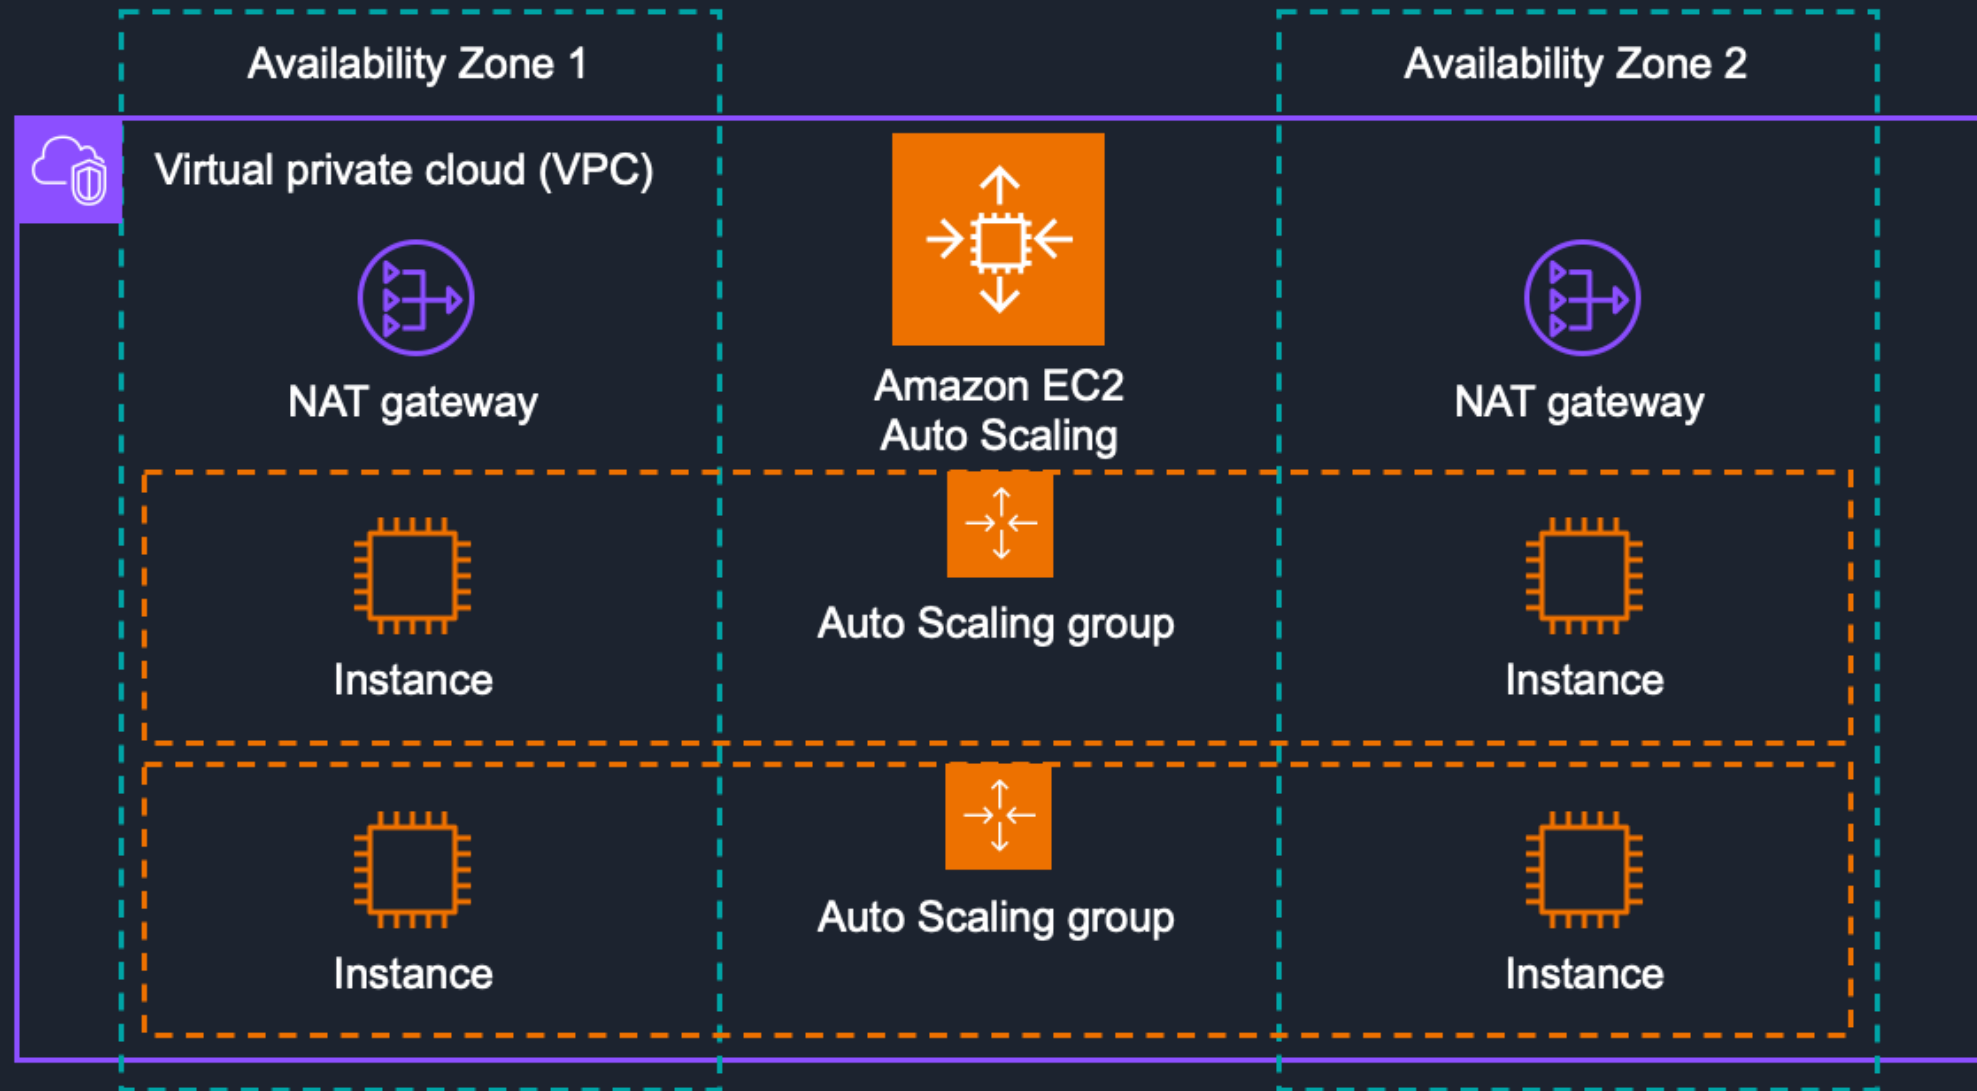 Availability Zone 1
Availability Zone 2
Virtual private cloud (VPC)
NAT gateway
Amazon EC2
Auto Scaling
NAT gateway
Instance
Auto Scaling group
Instance
Instance
Auto Scaling group
Instance